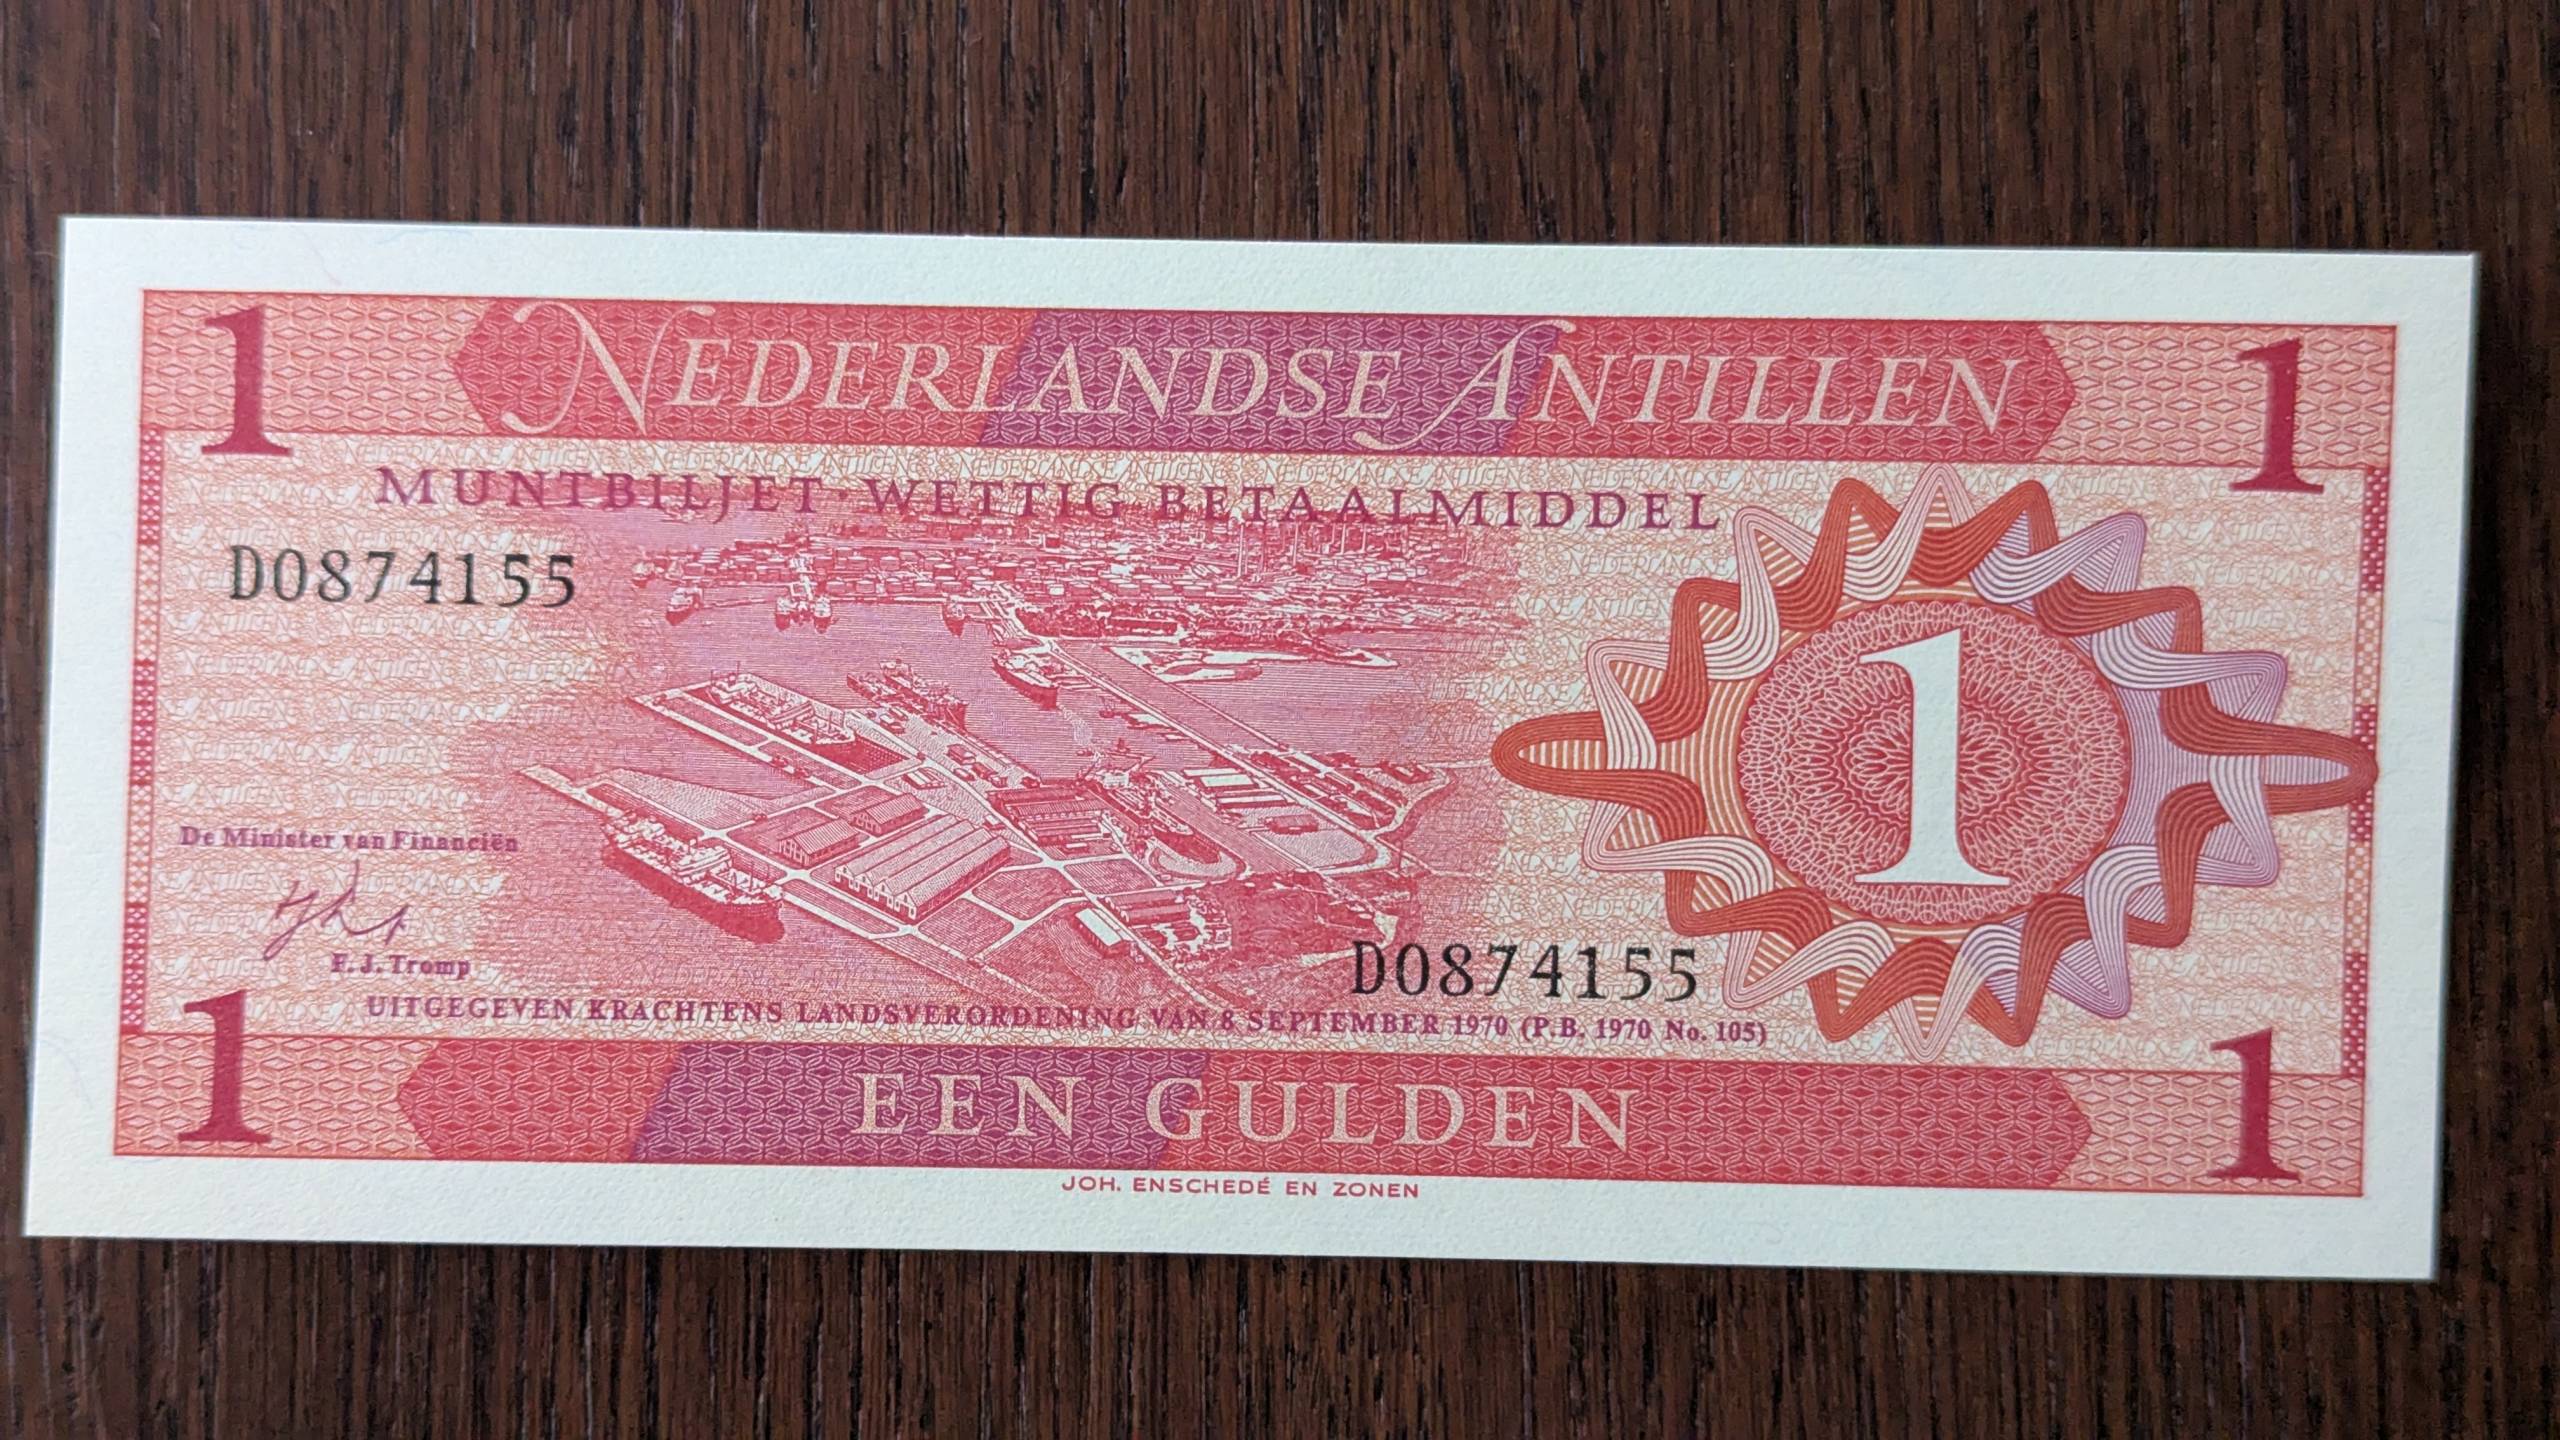 1 NEDERLANDSE ANTILLEN 1
MUNTBILJET·WETTIG BETAALMIDDEL
D0874155
1
De Minister van Financiën
F. J. Tromp
D0874155
UITGEGEVEN KRACHTENS LANDSVERORDENING VAN 8 SEPTEMBER 1970 (P.B. 1970 No. 105)
1 EEN GULDEN 1
JOH. ENSCHEDÉ EN ZONEN